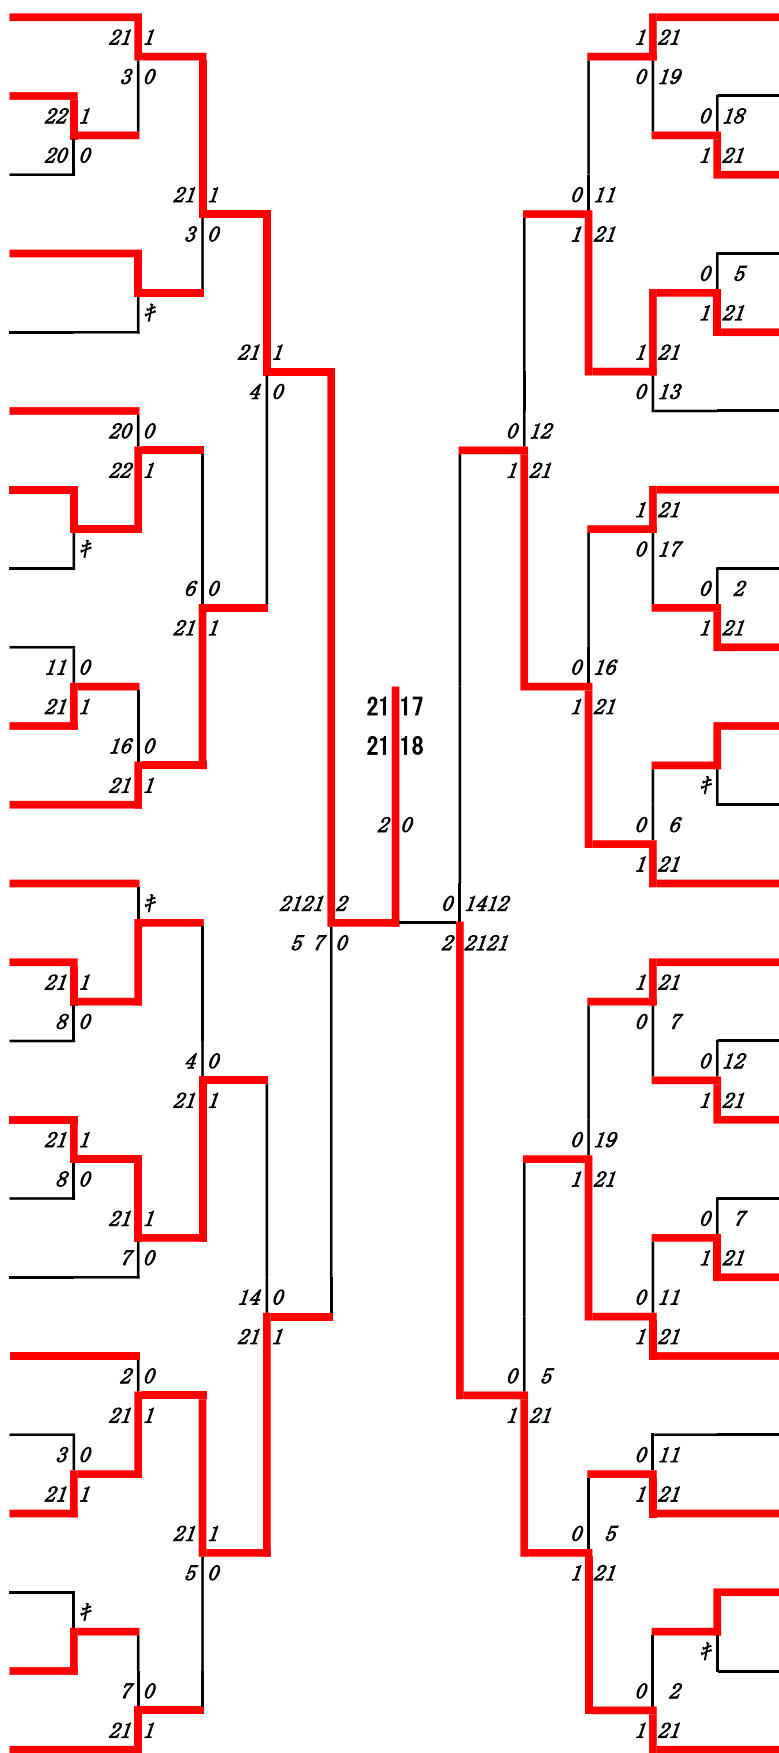 21 1 1 21
3 0 0 19
22 1 0 18
20 0 1 21
21 1 0 11
3 0 1 21
0 5
キ 1 21
21 1 1 21
4 0 0 13
20 0 0 12
22 1 1 21
1 21
キ 0 17
6 0 0 2
21 1 1 21
11 0 0 16
21 1 21 17 1 21
16 0 21 18
21 1 キ
2 0 0 6
1 21
キ 2121 2 0 1412
5 7 0 2 2121
21 1 1 21
8 0 0 7
4 0 0 12
21 1 1 21
21 1 0 19
8 0 1 21
21 1 0 7
7 0 1 21
14 0 0 11
21 1 1 21
2 0 0 5
21 1 1 21
3 0 0 11
21 1 1 21
21 1 0 5
5 0 1 21
キ
キ
7 0 0 2
21 1 1 21